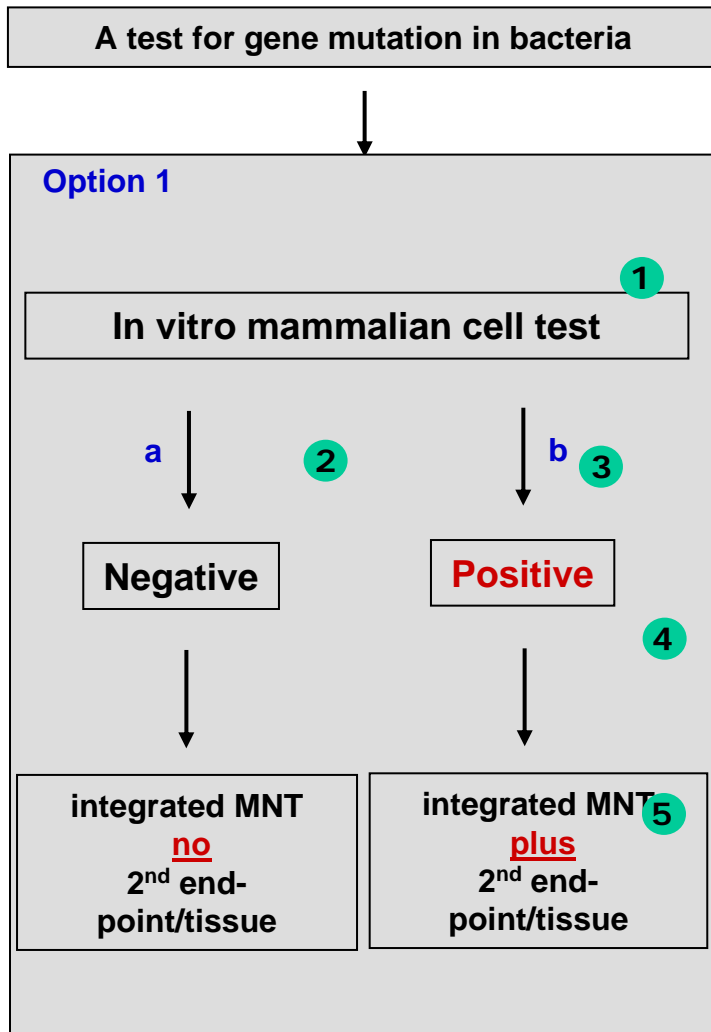 A test for gene mutation in bacteria
Option 1
1
In vitro mammalian cell test
a
2
b
3
Negative
Positive
4
integrated MNT
no
2nd end-
point/tissue
integrated MNT
5
plus
2nd end-
point/tissue